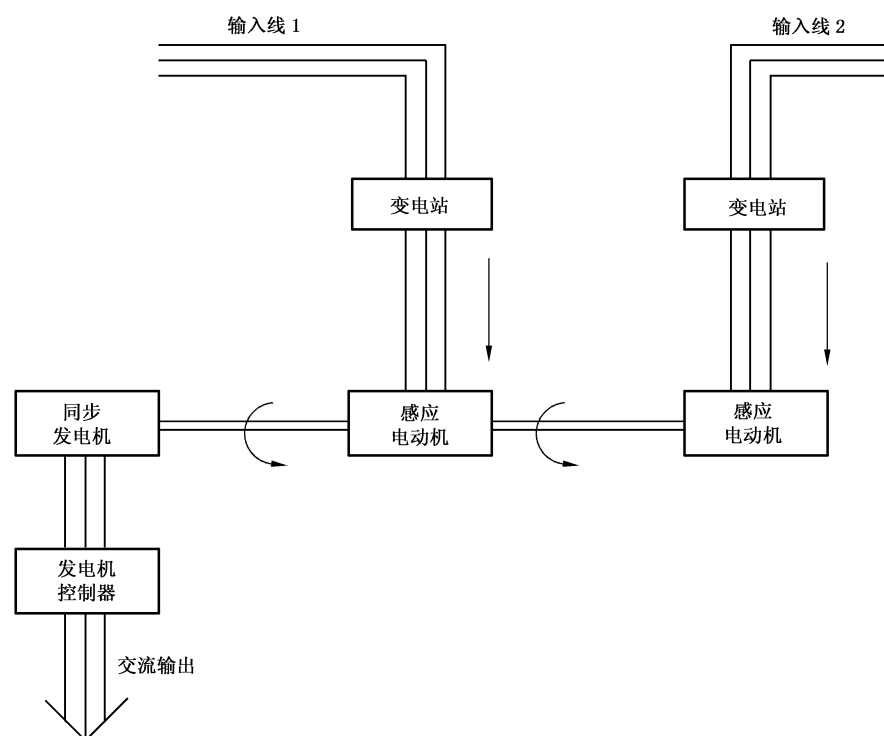 输入线 1
输入线 2
变电站
变电站
同步
发电机
感应
电动机
感应
电动机
发电机
控制器
交流输出